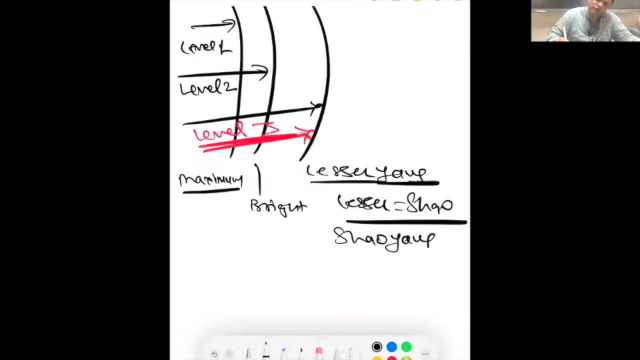 Level 1
Level 2
Level 3
Maximum
Bright
Lesser yang
Lesser = Shao
Shao yang